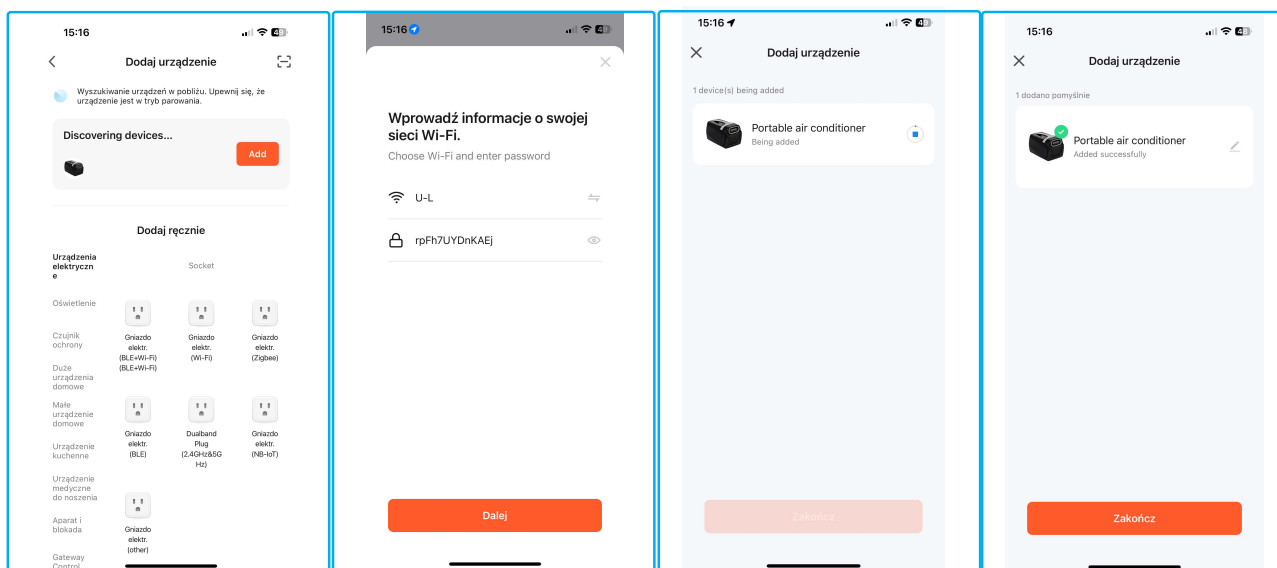 15:16
49
Dodaj urządzenie
Wyszukiwanie urządzeń w pobliżu. Upewnij się, że
urządzenie jest w tryb parowania.
Discovering devices...
Add
Dodaj ręcznie
Urządzenia
elektryczn
e
Socket
Oświetlenie
Czujnik
ochrony
Duże
urządzenia
domowe
Małe
urządzenie
domowe
Urządzenie
kuchenne
Urządzenie
medyczne
do noszenia
Aparat i
blokada
Gateway
Control
Gniazdo
elektr.
(BLE+Wi-Fi)
(BLE+Wi-Fi)
Gniazdo
elektr.
(Wi-Fi)
Gniazdo
elektr.
(Zigbee)
Gniazdo
elektr.
(BLE)
Dualband
Plug
(2.4GHz&5G
Hz)
Gniazdo
elektr.
(NB-IoT)
Gniazdo
elektr.
(other)
15:16
49
Wprowadź informacje o swojej
sieci Wi-Fi.
Choose Wi-Fi and enter password
U-L
rpFh7UYDnKAEj
Dalej
15:16
49
Dodaj urządzenie
1 device(s) being added
Portable air conditioner
Being added
Zakończ
15:16
49
Dodaj urządzenie
1 dodano pomyślnie
Portable air conditioner
Added successfully
Zakończ